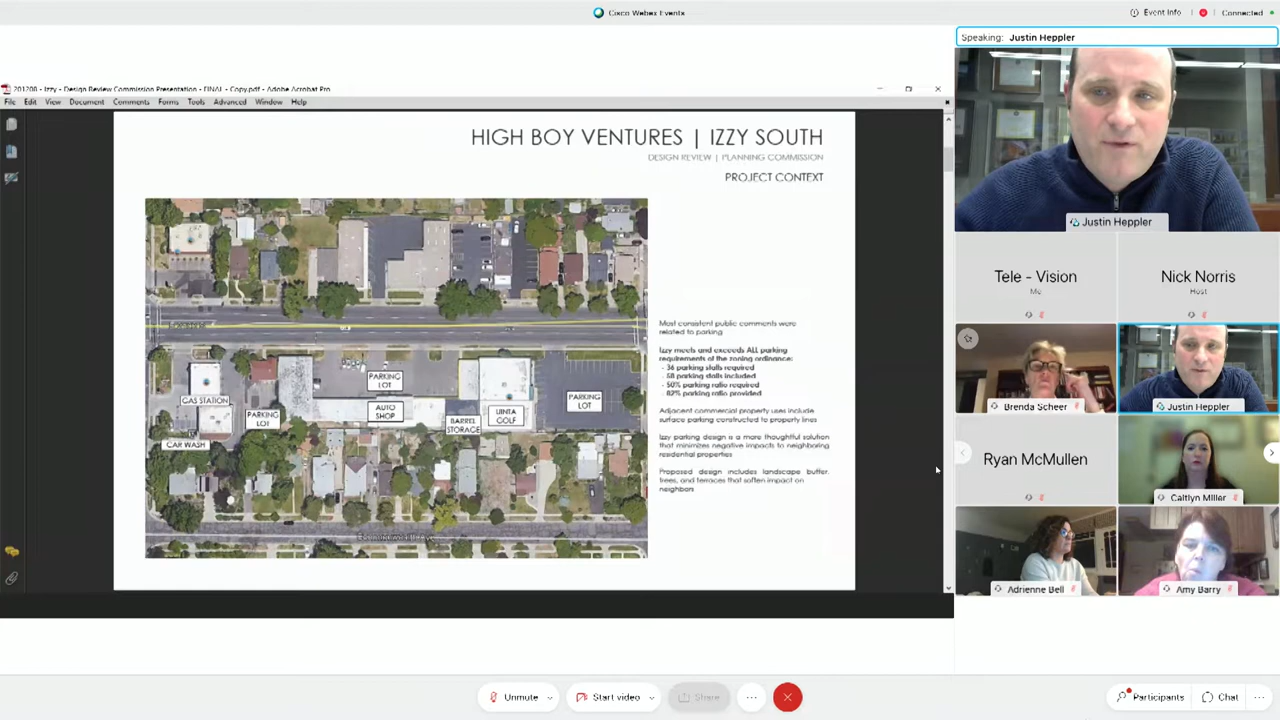 Cisco Webex Events
Event Info
Connected
Speaking: Justin Heppler
201208 - Izzy - Design Review Commission Presentation - FINAL - Copy.pdf - Adobe Acrobat Pro
File Edit View Document Comments Forms Tools Advanced Window Help
HIGH BOY VENTURES | IZZY SOUTH
DESIGN REVIEW | PLANNING COMMISSION
PROJECT CONTEXT
GAS STATION
CAR WASH
PARKING
LOT
PARKING
LOT
AUTO
SHOP
BARREL
STORAGE
UINTA
GOLF
PARKING
LOT
Most consistent public comments were
related to parking
Izzy meets and exceeds ALL parking
requirements of the zoning ordinance:
- 36 parking stalls required
- 58 parking stalls included
- 50% parking ratio required
- 82% parking ratio provided
Adjacent commercial property uses include
surface parking constructed to property lines
Izzy parking design is a more thoughtful solution
that minimizes negative impacts to neighboring
residential properties
Proposed design includes landscape buffer,
trees, and terraces that soften impact on
neighbors
Justin Heppler
Tele - Vision
Me
Nick Norris
Host
Brenda Scheer
Justin Heppler
Ryan McMullen
Caitlyn Miller
Adrienne Bell
Amy Barry
Unmute
Start video
Share
Participants
Chat